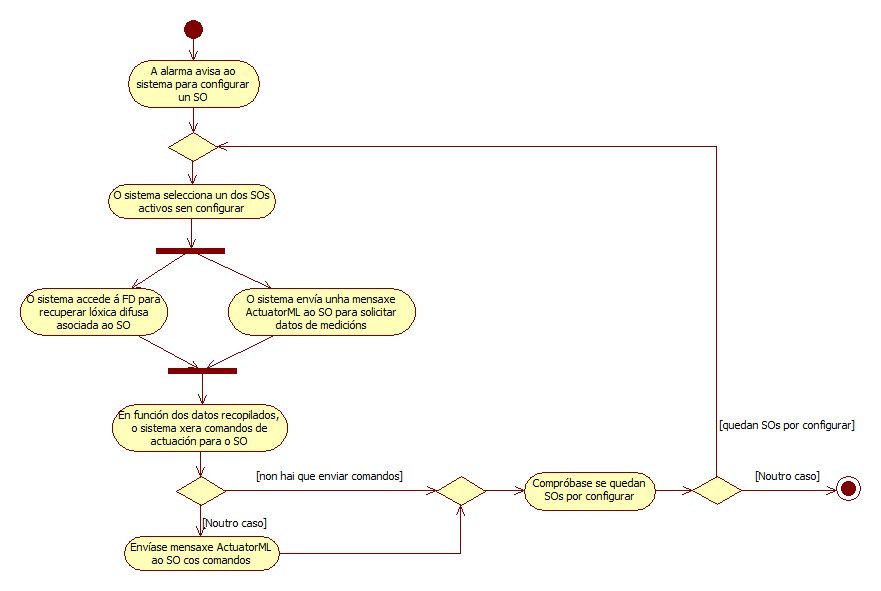 A alarma avisa ao
sistema para configurar
un SO
O sistema selecciona un dos SOs
activos sen configurar
O sistema accede á FD para
recuperar lóxica difusa
asociada ao SO
O sistema envía unha mensaxe
ActuatorML ao SO para solicitar
datos de medicións
En función dos datos recopilados,
o sistema xera comandos de
actuación para o SO
[quedan SOs por configurar]
[non hai que enviar comandos]
Compróbase se quedan
SOs por configurar
[Noutro caso]
[Noutro caso]
Envíase mensaxe ActuatorML
ao SO cos comandos